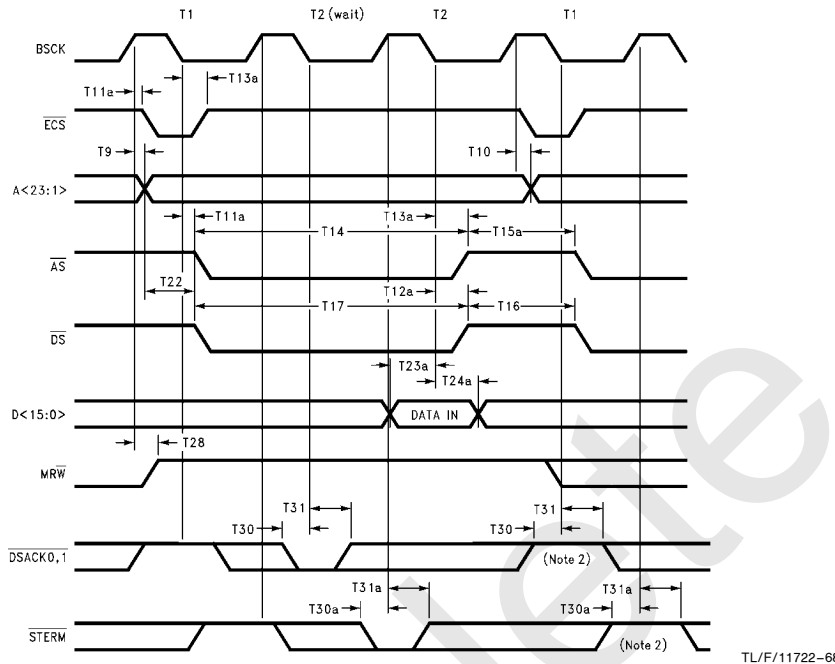 T1 T2 (wait) T2 T1
BSCK
T11a T13a
ECS
T9 T10
A<23:1>
T11a T13a
T14 T15a
AS
T22 T12a
T17 T16
DS
T23a
T24a
D<15:0> DATA IN
T28
MRW
T31 T31
T30 T30
DSACK0,1 (Note 2)
T31a T31a
T30a T30a
STERM (Note 2)
TL/F/11722–68
lete